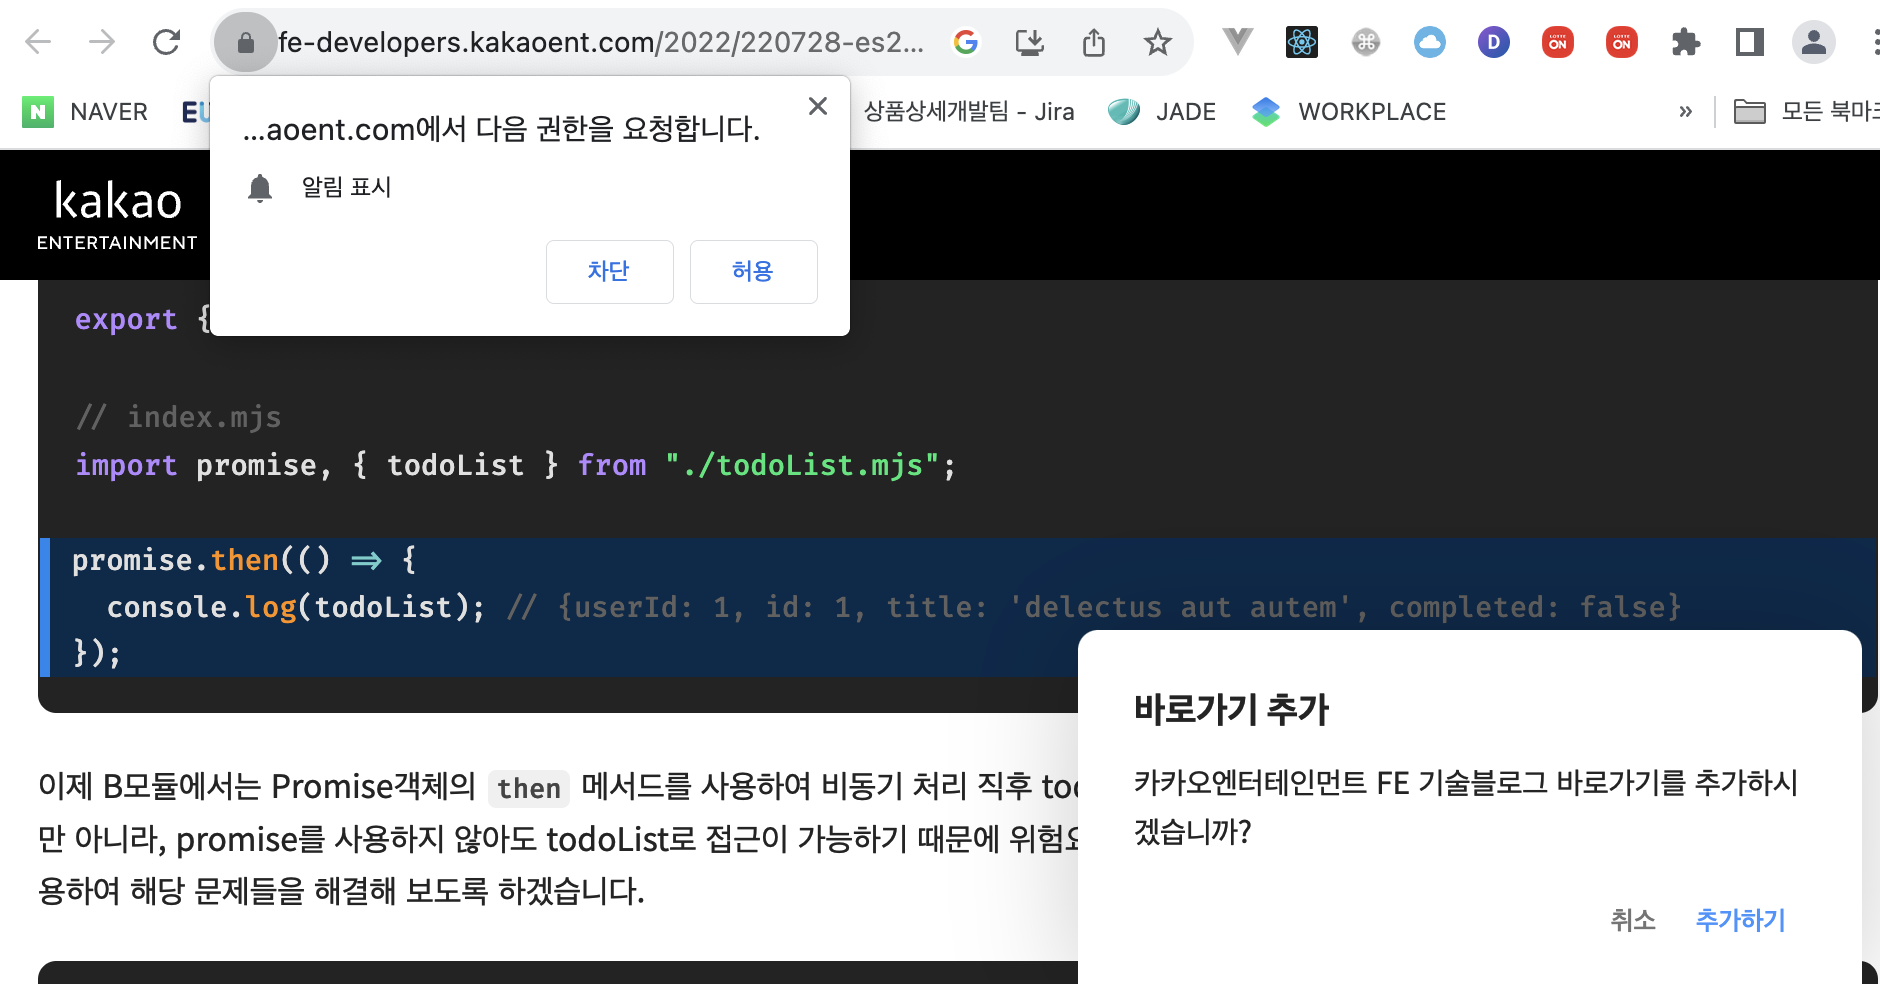 fe-developers.kakaoent.com/2022/220728-es2...
D
LOTTE ON
LOTTE ON
N NAVER
상품상세개발팀 - Jira
JADE
WORKPLACE
»
모든
...aoent.com에서 다음 권한을 요청합니다.
알림 표시
차단
허용
kakao
ENTERTAINMENT
export {
// index.mjs
import promise, { todoList } from "./todoList.mjs";
promise.then(() => {
console.log(todoList); // {userId: 1, id: 1, title: 'delectus aut autem', completed: false}
});
이제 B모듈에서는 Promise객체의 then 메서드를 사용하여 비동기 처리 직후
만 아니라, promise를 사용하지 않아도 todoList로 접근이 가능하기 때문에
용하여 해당 문제들을 해결해 보도록 하겠습니다.
바로가기 추가
카카오엔터테인먼트 FE 기술블로그 바로가기를 추가하시
겠습니까?
취소
추가하기